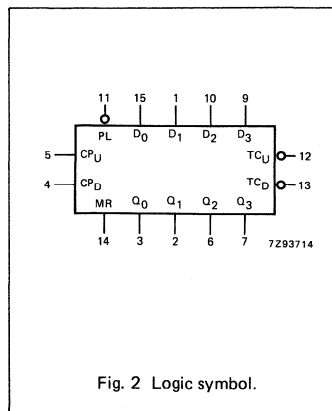 11 15 1 10 9
PL D0 D1 D2 D3
5 CPU TCU 12
4 CPD TCD 13
MR Q0 Q1 Q2 Q3
14 3 2 6 7 7Z93714
Fig. 2 Logic symbol.